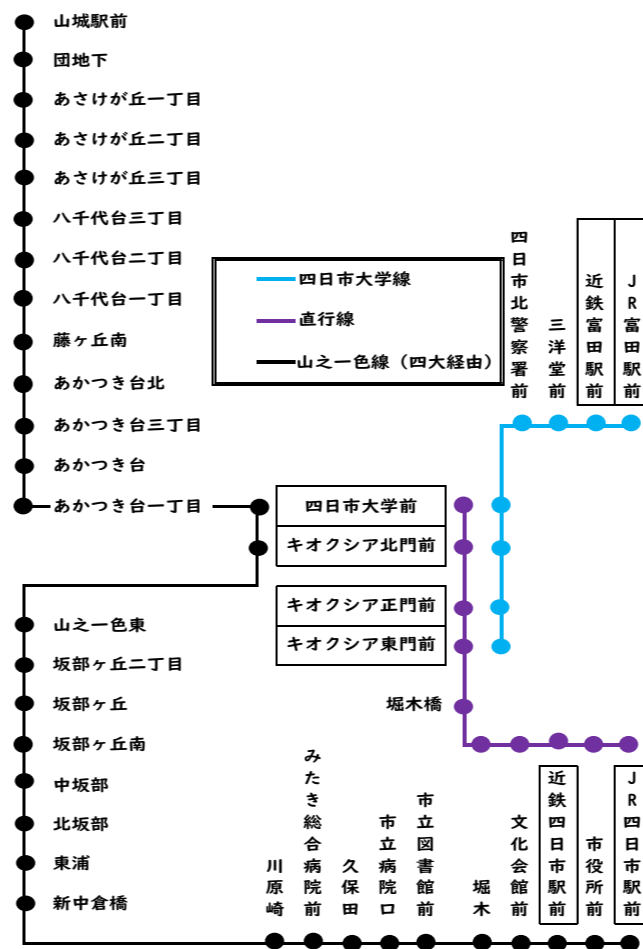 山城駅前
団地下
あさけが丘一丁目
あさけが丘二丁目
あさけが丘三丁目
八千代台三丁目
八千代台二丁目
八千代台一丁目
藤ヶ丘南
あかつき台北
あかつき台三丁目
あかつき台
あかつき台一丁目
四日市大学線
直行線
山之一色線（四大経由）
四日市北警察署前
三洋堂前
近鉄富田駅前
JR富田駅前
四日市大学前
キオクシア北門前
キオクシア正門前
キオクシア東門前
堀木橋
山之一色東
坂部ヶ丘二丁目
坂部ヶ丘
坂部ヶ丘南
中坂部
北坂部
東浦
新中倉橋
川原崎
みたき総合病院前
久保田
市立病院口
市立図書館前
堀木
文化会館前
近鉄四日市駅前
市役所前
JR四日市駅前